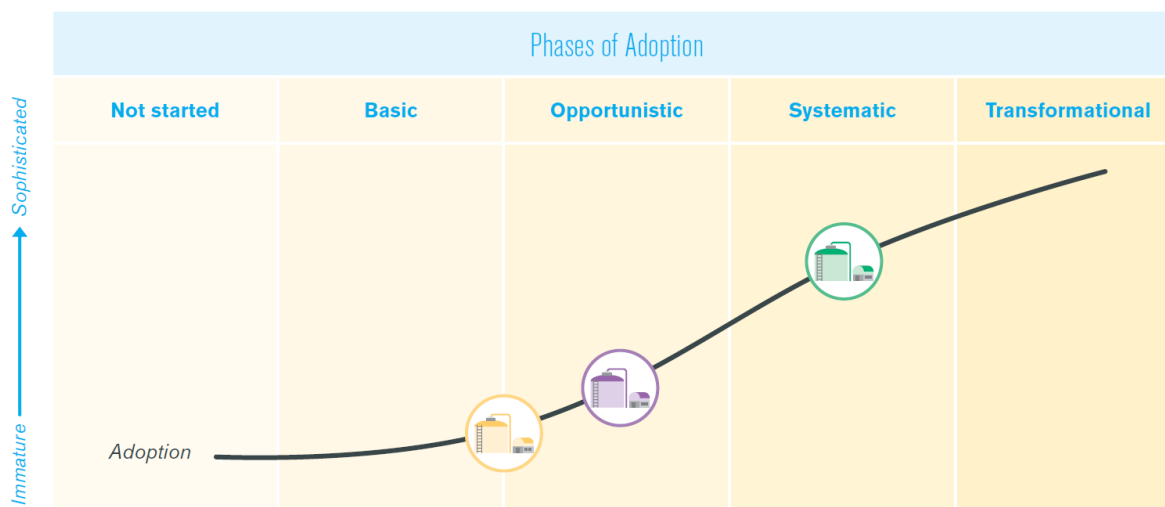 Phases of Adoption
Not started
Basic
Opportunistic
Systematic
Transformational
Sophisticated
Immature
Adoption